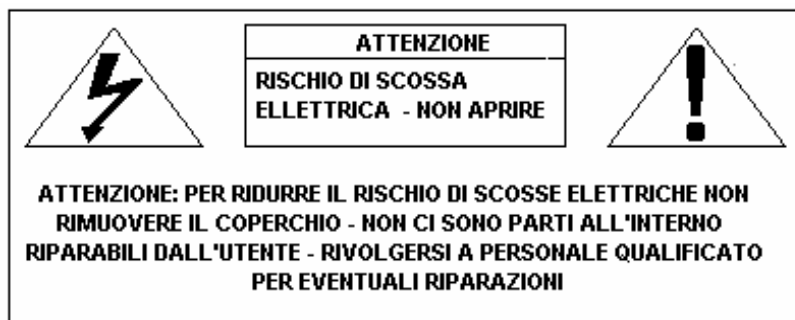 ATTENZIONE
RISCHIO DI SCOSSA
ELLETTRICA - NON APRIRE
ATTENZIONE: PER RIDURRE IL RISCHIO DI SCOSSE ELETTRICHE NON
RIMUOVERE IL COPERCHIO - NON CI SONO PARTI ALL'INTERNO
RIPARABILI DALL'UTENTE - RIVOLGERSI A PERSONALE QUALIFICATO
PER EVENTUALI RIPARAZIONI